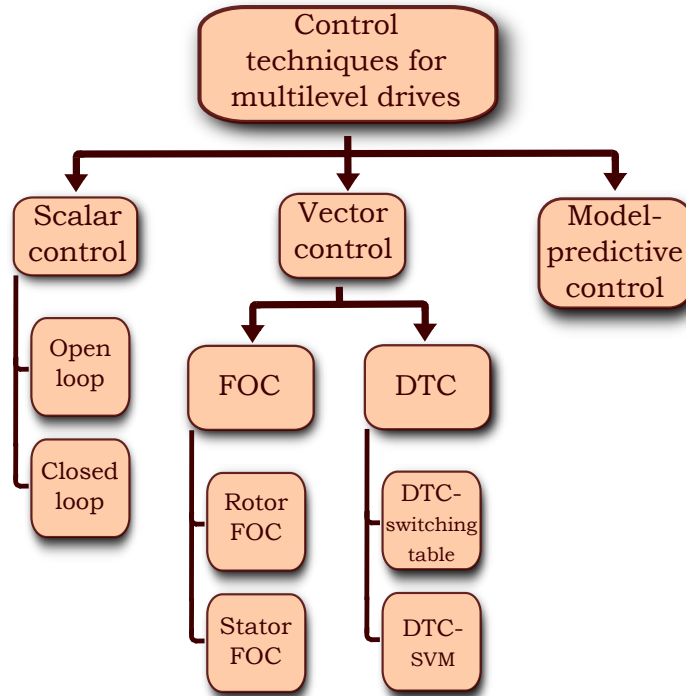 Control
techniques for
multilevel drives
Scalar
control
Vector
control
Model-
predictive
control
Open
loop
Closed
loop
FOC
DTC
Rotor
FOC
Stator
FOC
DTC-
switching
table
DTC-
SVM